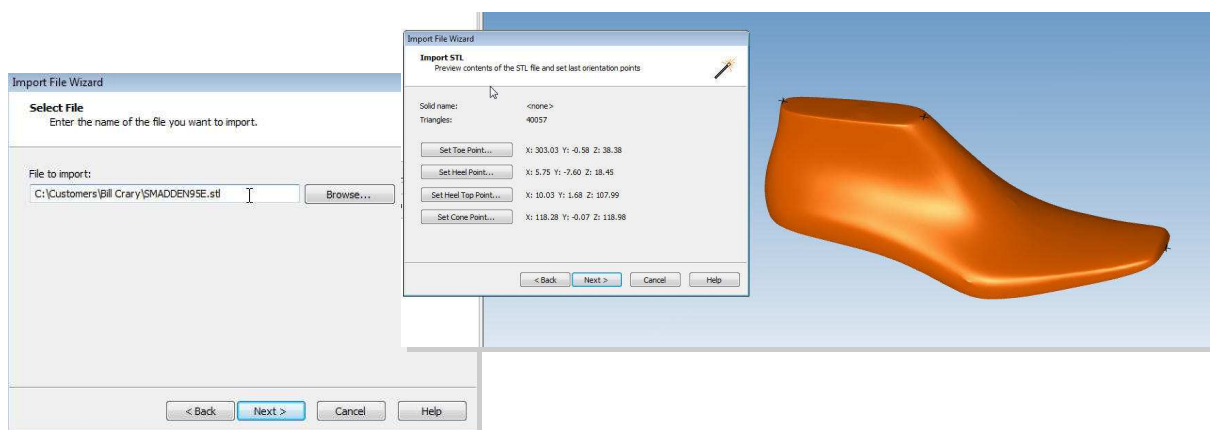 Import File Wizard
Select File
Enter the name of the file you want to import.
File to import:
C:\Customers\Bill Crary\SMADDEN95E.stl
Browse...
< Back
Next >
Cancel
Help
Import File Wizard
Import STL
Preview contents of the STL file and set last orientation points
Solid name: <none>
Triangles: 40057
Set Toe Point... X: 303.03 Y: -0.58 Z: 38.38
Set Heel Point... X: 5.75 Y: -7.60 Z: 18.45
Set Heel Top Point... X: 10.03 Y: 1.68 Z: 107.99
Set Cone Point... X: 118.28 Y: -0.07 Z: 118.98
< Back
Next >
Cancel
Help